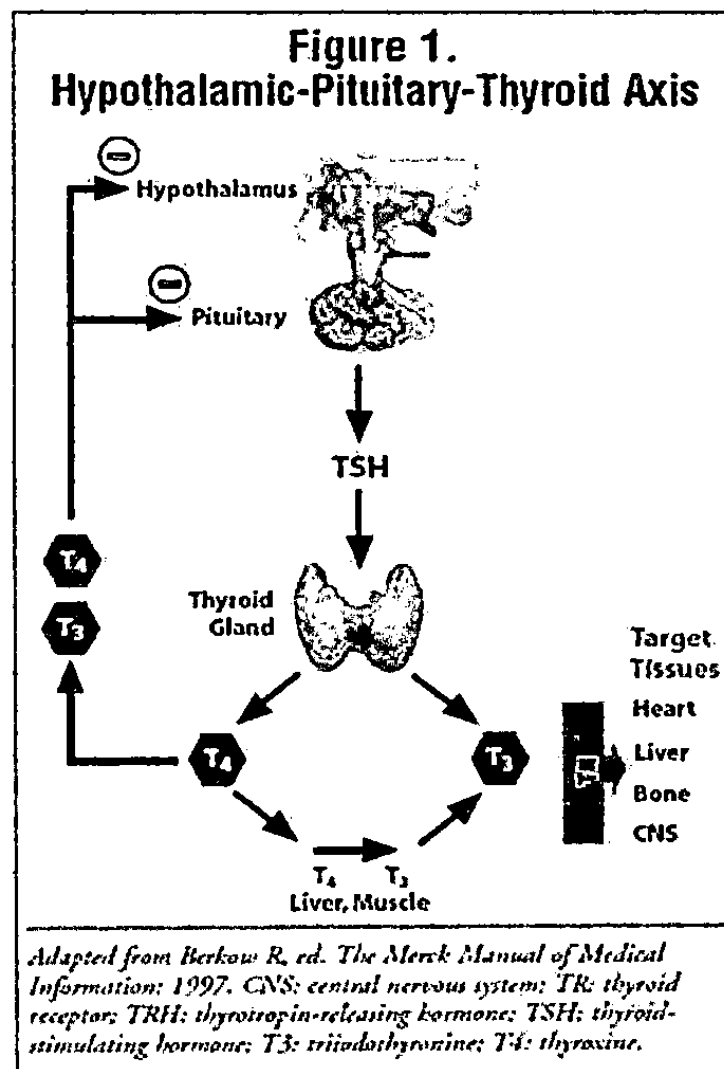 Figure 1.
Hypothalamic-Pituitary-Thyroid Axis
Hypothalamus
Pituitary
TSH
T4
T3
Thyroid
Gland
Target
Tissues
Heart
Liver
Bone
CNS
T4
T3
T4 T3
Liver, Muscle
Adapted from Berkow R, ed. The Merck Manual of Medical
Information; 1997. CNS: central nervous system; TR: thyroid
receptor; TRH: thyrotropin-releasing hormone; TSH: thyroid-
stimulating hormone; T3: triiodothyronine; T4: thyroxine.